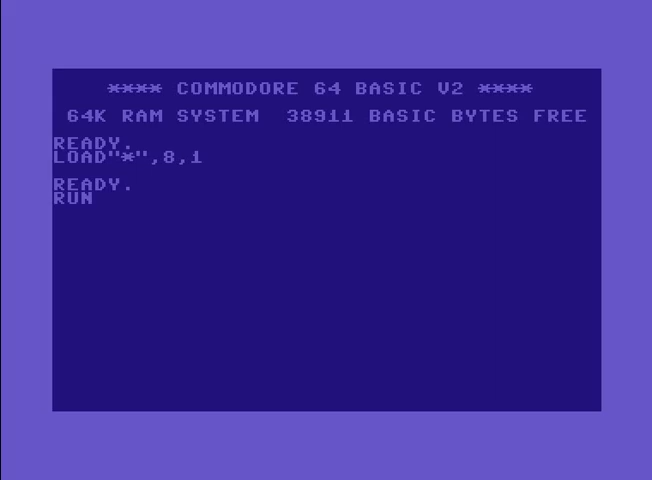 **** COMMODORE 64 BASIC V2 ****
64K RAM SYSTEM  38911 BASIC BYTES FREE
READY.
LOAD"*",8,1
READY.
RUN